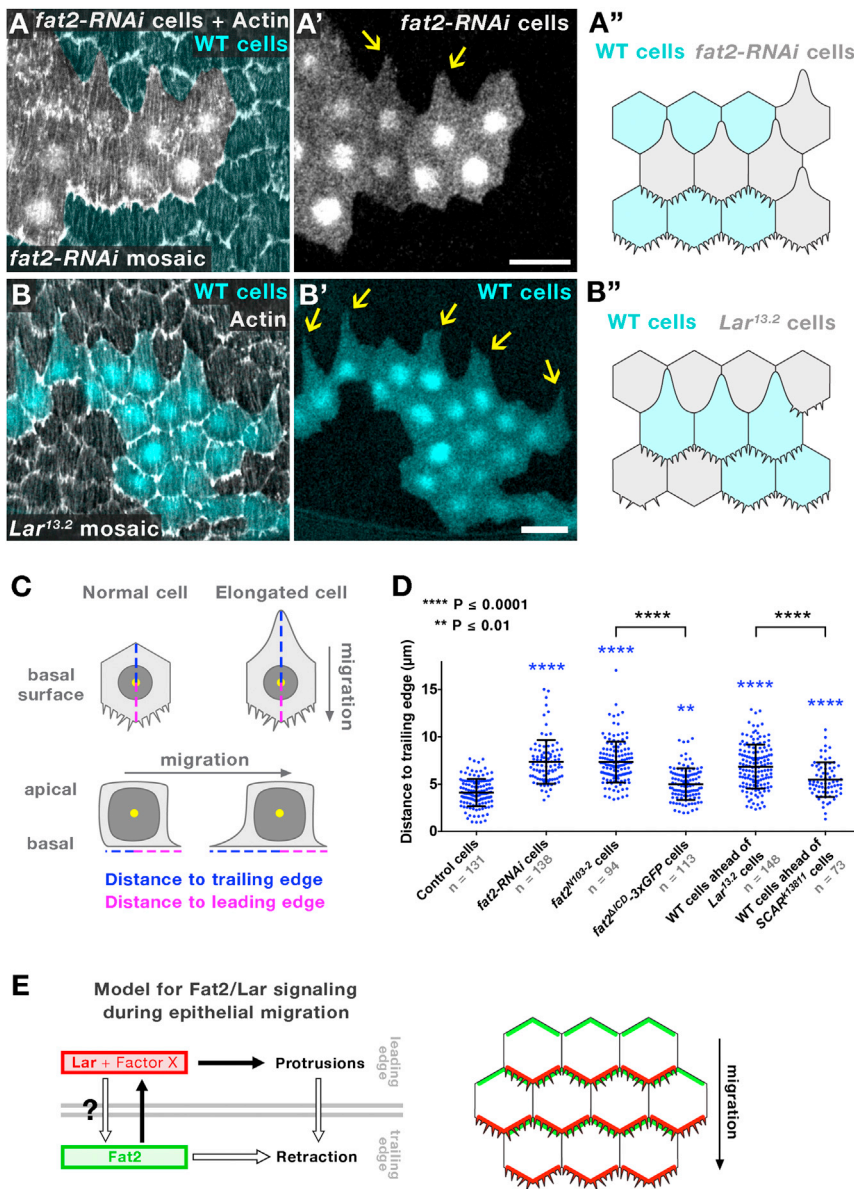 A
fat2-RNAi cells + Actin
WT cells
fat2-RNAi mosaic
A'
fat2-RNAi cells
A"
WT cells fat2-RNAi cells
B
WT cells
Actin
Lar13.2 mosaic
B'
WT cells
B"
WT cells Lar13.2 cells
C
Normal cell Elongated cell
basal
surface
migration
migration
apical
basal
Distance to trailing edge
Distance to leading edge
D
**** P ≤ 0.0001
** P ≤ 0.01
**** ****
**** **** ** **** ****
Distance to trailing edge (µm)
15
10
5
0
Control cells
n = 131
fat2-RNAi cells
n = 138
fat2N103-2 cells
n = 94
fat2ΔICD-3xGFP cells
n = 113
WT cells ahead of
Lar13.2 cells
n = 148
WT cells ahead of
SCARk13811 cells
n = 73
E
Model for Fat2/Lar signaling
during epithelial migration
Lar + Factor X
Protrusions
leading
edge
?
Fat2
Retraction
trailing
edge
migration